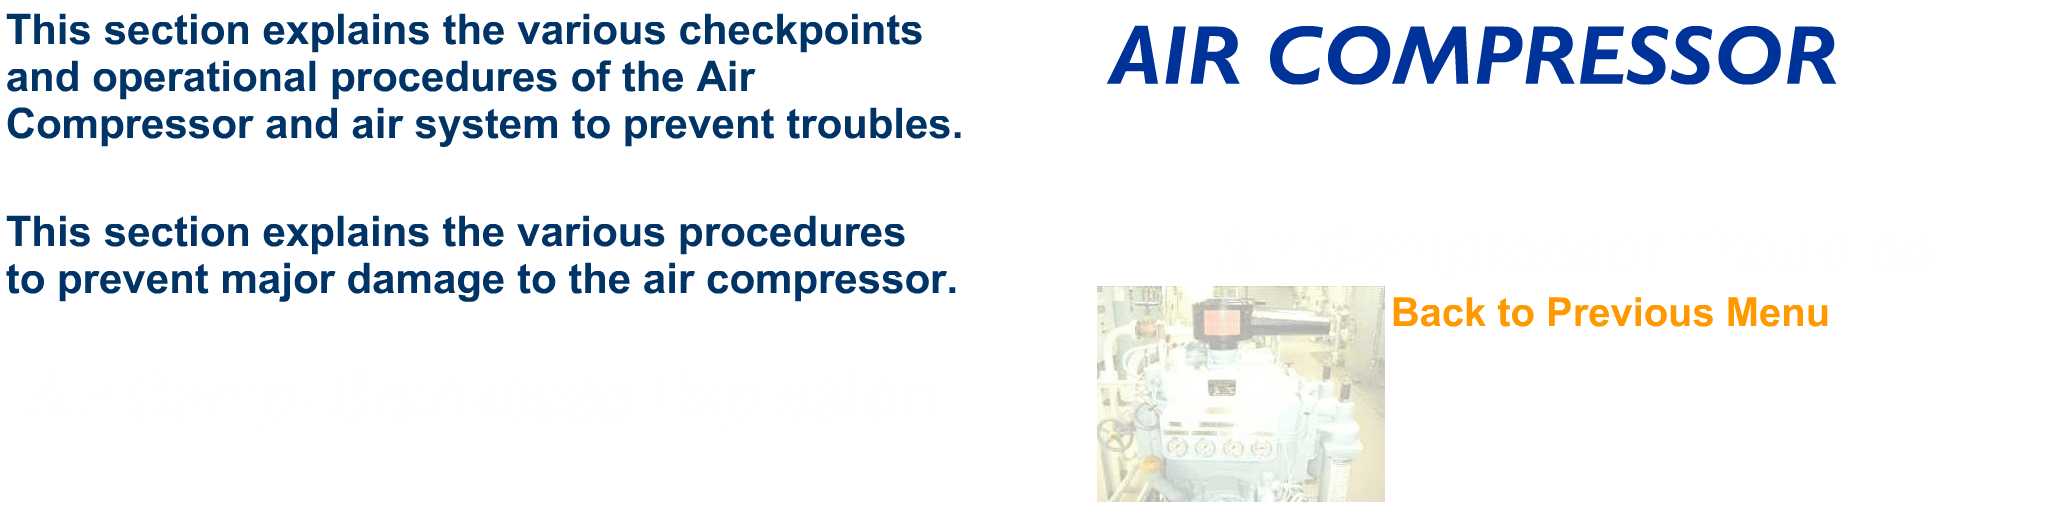 This section explains the various checkpoints
and operational procedures of the Air
Compressor and air system to prevent troubles.
This section explains the various procedures
to prevent major damage to the air compressor.
AIR COMPRESSOR
Back to Previous Menu